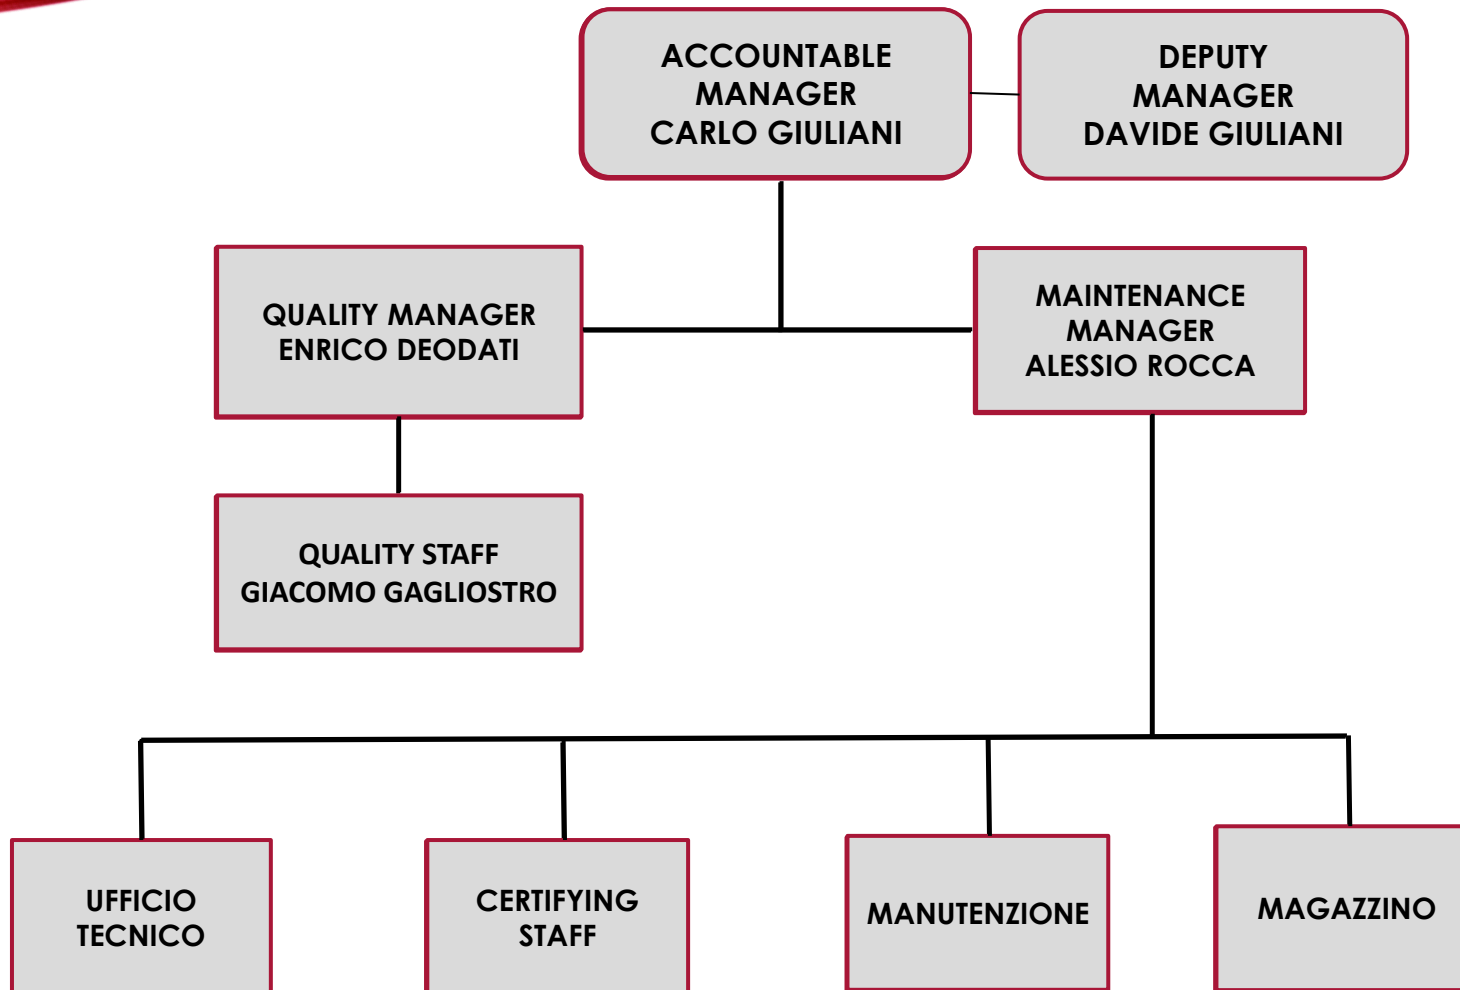 ACCOUNTABLE
MANAGER
CARLO GIULIANI
DEPUTY
MANAGER
DAVIDE GIULIANI
QUALITY MANAGER
ENRICO DEODATI
MAINTENANCE
MANAGER
ALESSIO ROCCA
QUALITY STAFF
GIACOMO GAGLIOSTRO
UFFICIO
TECNICO
CERTIFYING
STAFF
MANUTENZIONE
MAGAZZINO